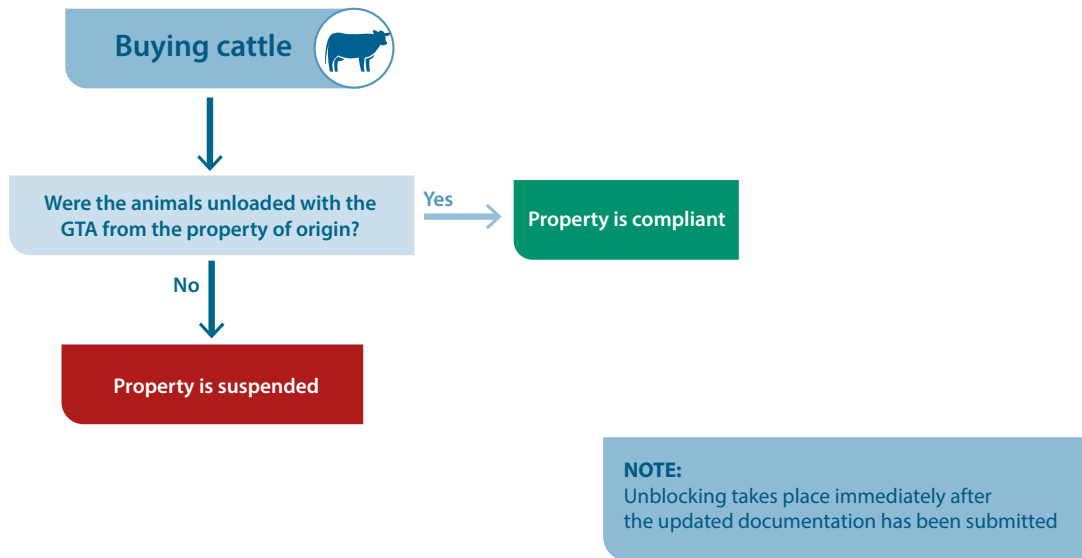 Buying cattle
Were the animals unloaded with the
GTA from the property of origin?
Yes
Property is compliant
No
Property is suspended
NOTE:
Unblocking takes place immediately after
the updated documentation has been submitted